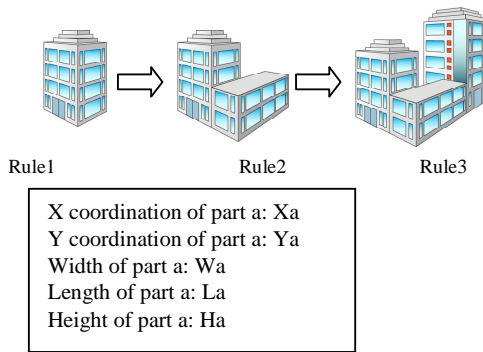 Rule1 Rule2 Rule3
X coordination of part a: Xa
Y coordination of part a: Ya
Width of part a: Wa
Length of part a: La
Height of part a: Ha